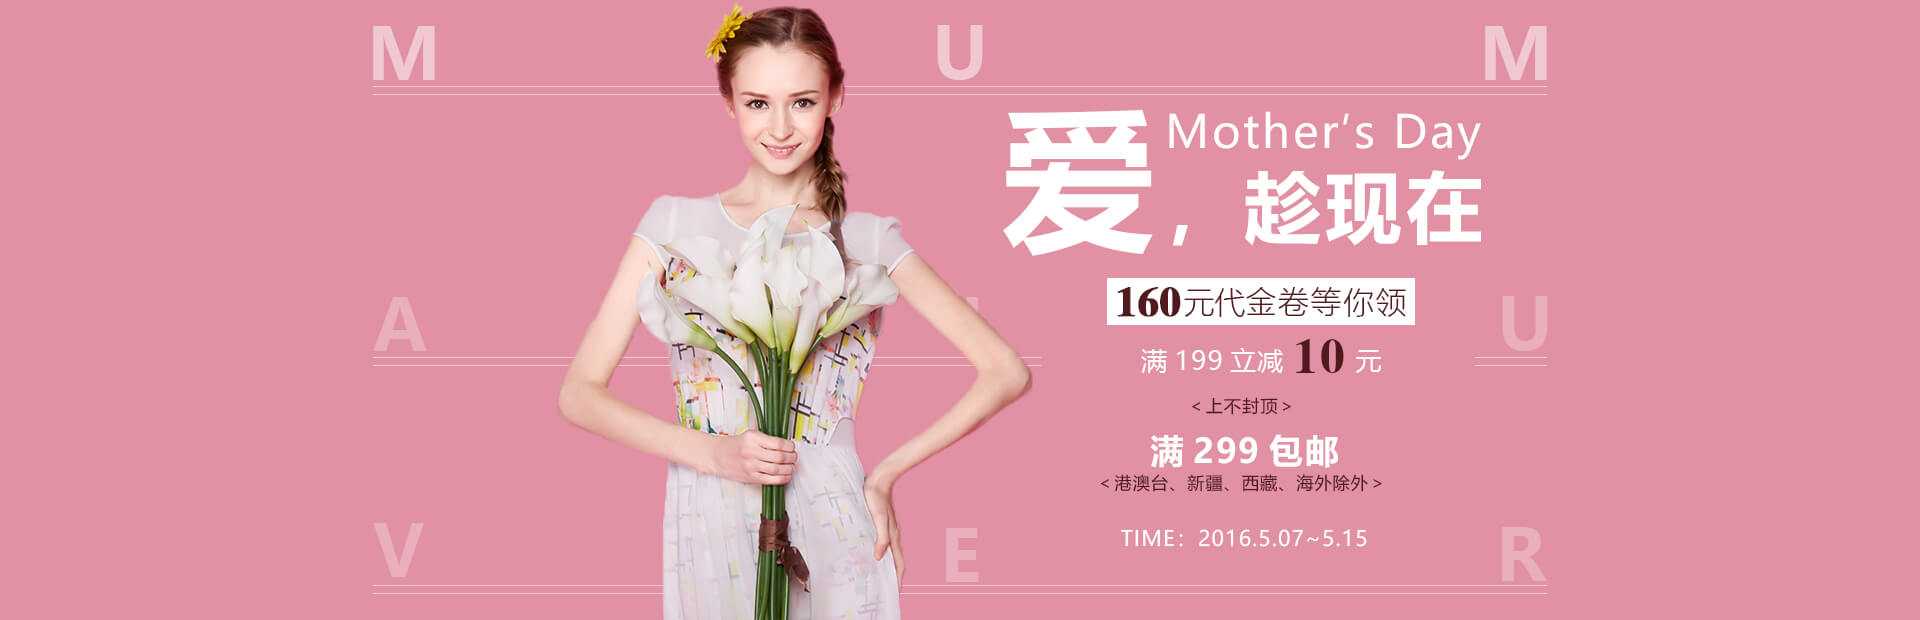 M U M
Mother's Day
爱，趁现在
160元代金卷等你领
A U
满 199 立减 10 元
<上不封顶>
满 299 包邮
<港澳台、新疆、西藏、海外除外>
TIME：2016.5.07~5.15
V E R